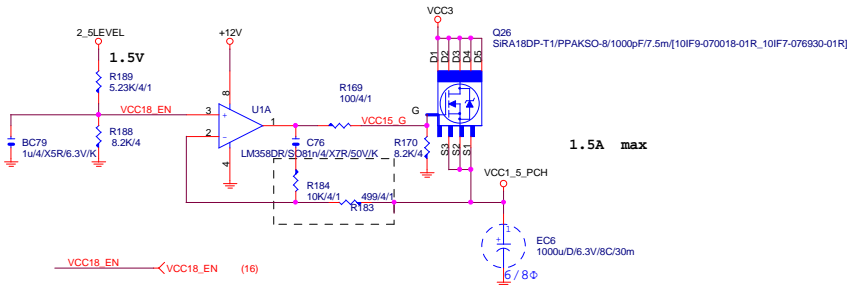 VCC3
Q26
SiRA18DP-T1/PPAKSO-8/1000pF/7.5m/[10IF9-070018-01R_10IF7-076930-01R]
2_5LEVEL
+12V
1.5V
D1
D2
D3
D4
D5
R189
5.23K/4/1
R169
100/4/1
8
U1A
VCC18_EN
3
+
1
VCC15_G
G
2
-
BC79
1u/4/X5R/6.3V/K
R188
8.2K/4
C76
LM358DR/SO81n/4/X7R/50V/K
R170
8.2K/4
S3
S2
S1
1.5A max
4
R184
10K/4/1
499/4/1
R183
VCC1_5_PCH
1
+
EC6
1000u/D/6.3V/8C/30m
6/8Φ
VCC18_EN
VCC18_EN (16)